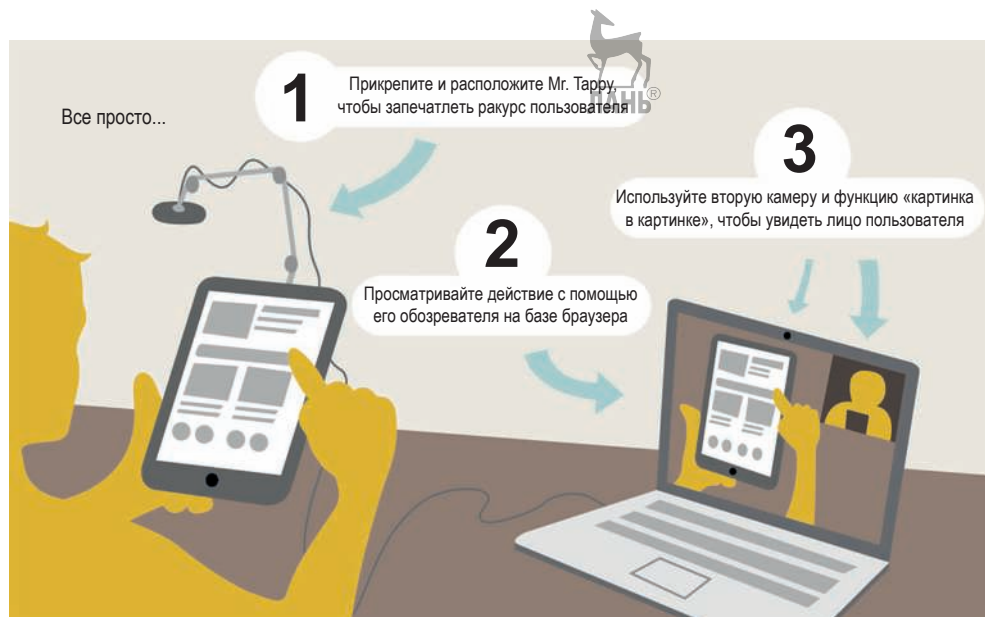 Все просто...
1
Прикрепите и расположите Mr. Tappy,
чтобы запечатлеть ракурс пользователя
ЛАНЬ®
2
Просматривайте действие с помощью
его обозревателя на базе браузера
3
Используйте вторую камеру и функцию «картинка
в картинке», чтобы увидеть лицо пользователя